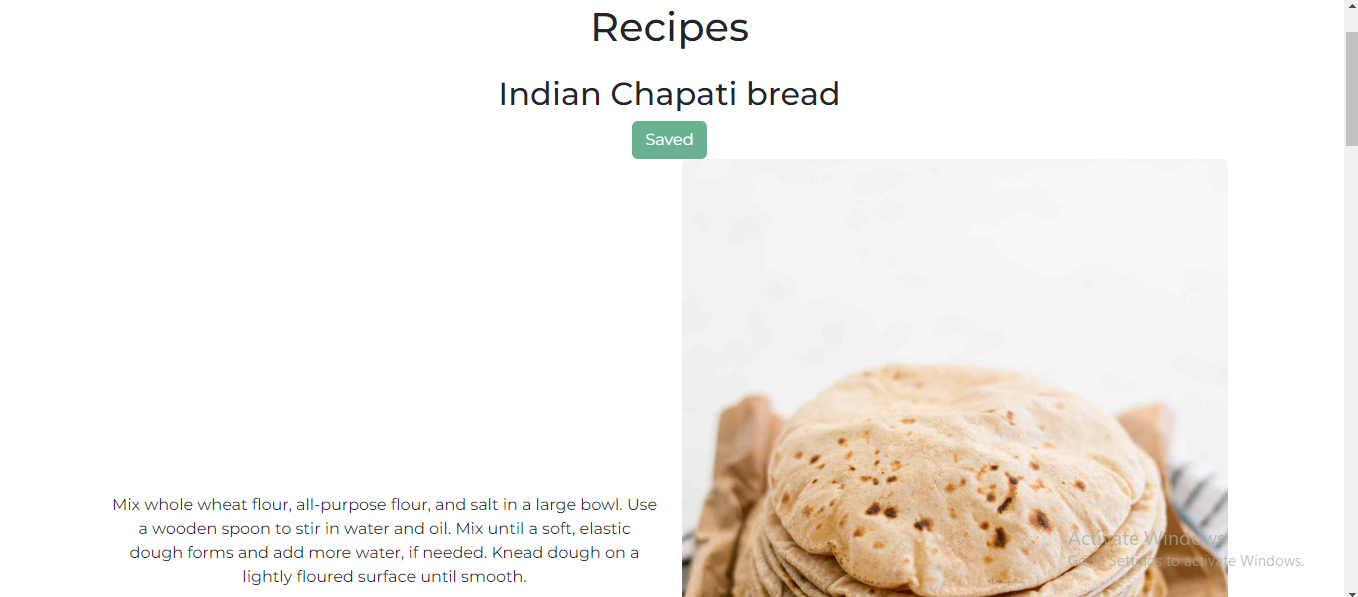 Recipes
Indian Chapati bread
Saved
Mix whole wheat flour, all-purpose flour, and salt in a large bowl. Use
a wooden spoon to stir in water and oil. Mix until a soft, elastic
dough forms and add more water, if needed. Knead dough on a
lightly floured surface until smooth.
Activate Windows
Go to Settings to activate Windows.